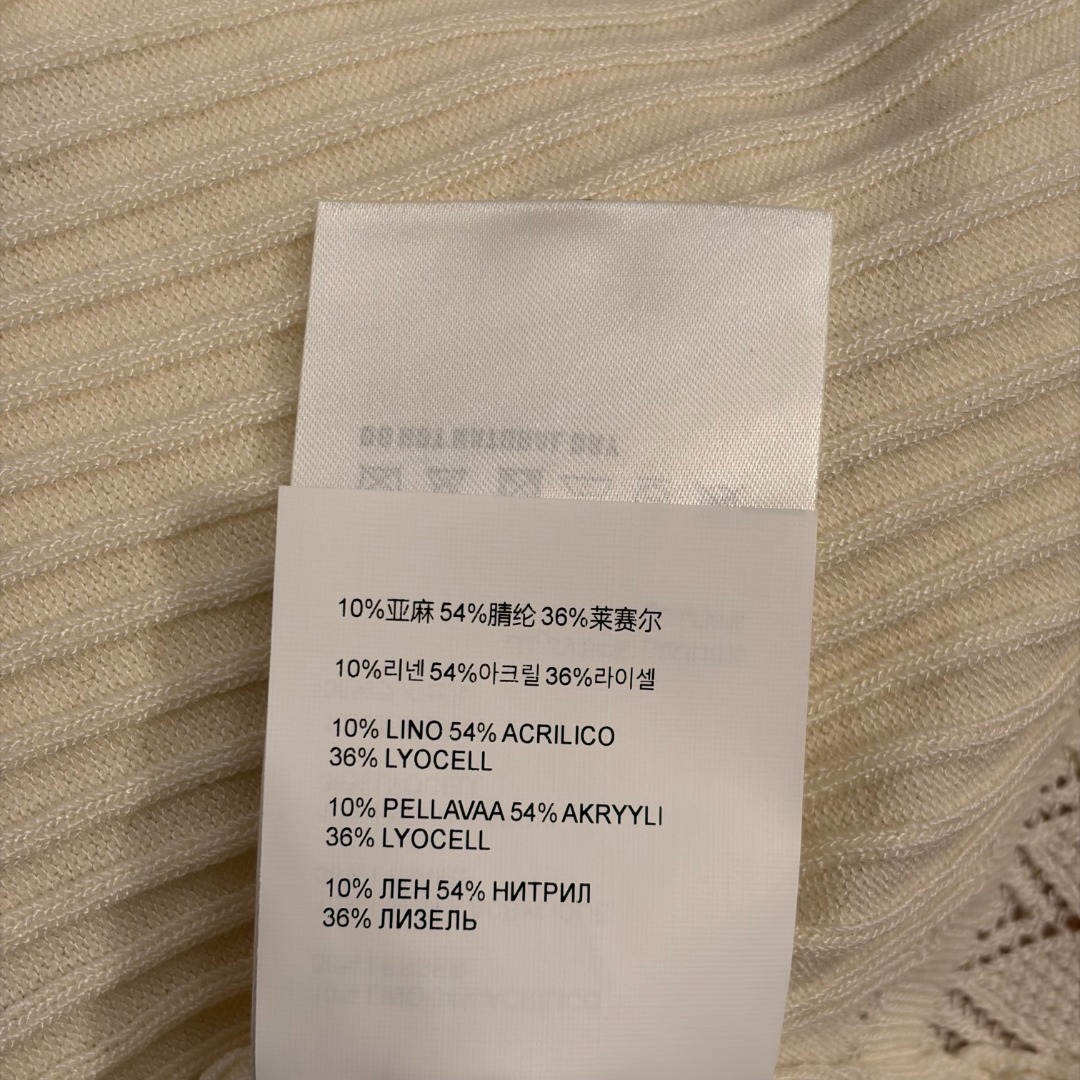 10%亚麻 54%腈纶 36%莱赛尔
10%리넨 54%아크릴 36%라이셀
10% LINO 54% ACRILICO
36% LYOCELL
10% PELLAVAA 54% AKRYYLI
36% LYOCELL
10% ЛЕН 54% НИТРИЛ
36% ЛИЗЕЛЬ